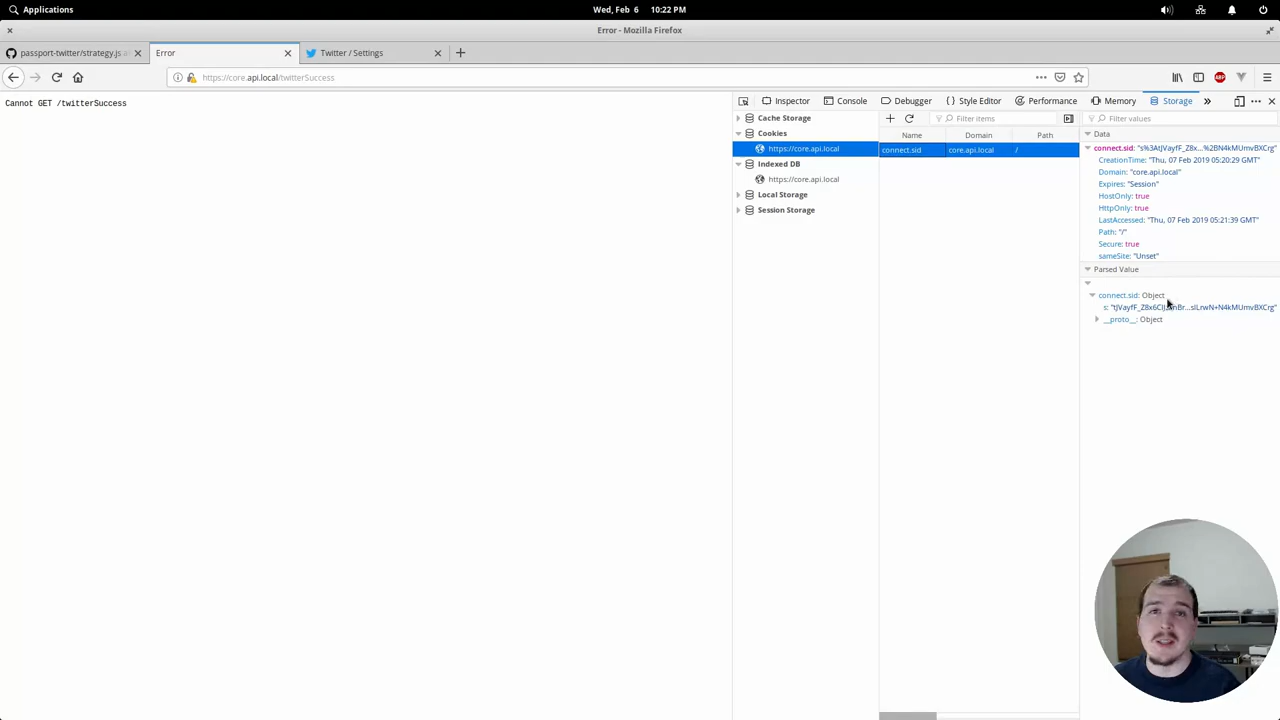 Applications
Wed, Feb 6 10:22 PM
Error - Mozilla Firefox
passport-twitter/strategy.js
Error
Twitter / Settings
https://core.api.local/twitterSuccess
Cannot GET /twitterSuccess
Inspector
Console
Debugger
Style Editor
Performance
Memory
Storage
Cache Storage
Cookies
https://core.api.local
Indexed DB
https://core.api.local
Local Storage
Session Storage
Filter items
Name Domain Path
connect.sid core.api.local /
Filter values
Data
connect.sid: "s%3AtJVayfF_Z8x...%2BN4kMUmvBXCrg"
CreationTime: "Thu, 07 Feb 2019 05:20:29 GMT"
Domain: "core.api.local"
Expires: "Session"
HostOnly: true
HttpOnly: true
LastAccessed: "Thu, 07 Feb 2019 05:21:39 GMT"
Path: "/"
Secure: true
sameSite: "Unset"
Parsed Value
connect.sid: Object
s:
__proto__: Object